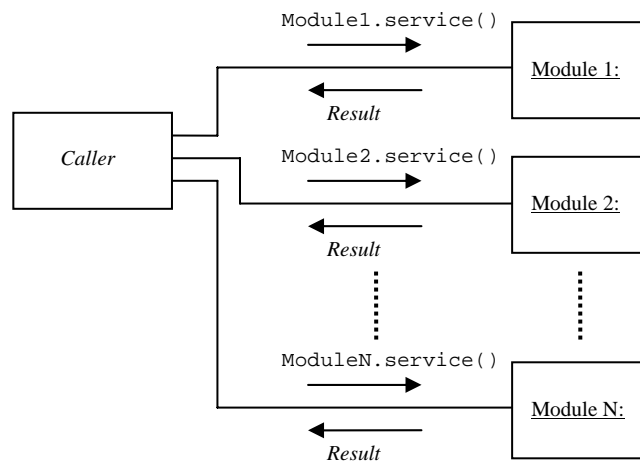 Module1.service()
Module 1:
Result
Caller
Module2.service()
Module 2:
Result
ModuleN.service()
Module N:
Result